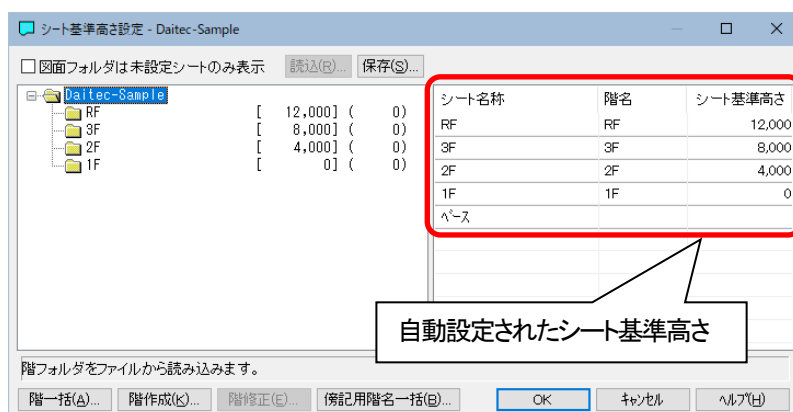 シート基準高さ設定 - Daitec-Sample
図面フォルダは未設定シートのみ表示 読込(R)... 保存(S)...
Daitec-Sample
RF [ 12,000] ( 0)
3F [ 8,000] ( 0)
2F [ 4,000] ( 0)
1F [ 0] ( 0)
シート名称 階名 シート基準高さ
RF RF 12,000
3F 3F 8,000
2F 2F 4,000
1F 1F 0
ﾍﾞｰｽ
自動設定されたシート基準高さ
階フォルダをファイルから読み込みます。
階一括(A)... 階作成(K)... 階修正(E)... 傍記用階名一括(B)... OK ｷｬﾝｾﾙ ﾍﾙﾌﾟ(H)